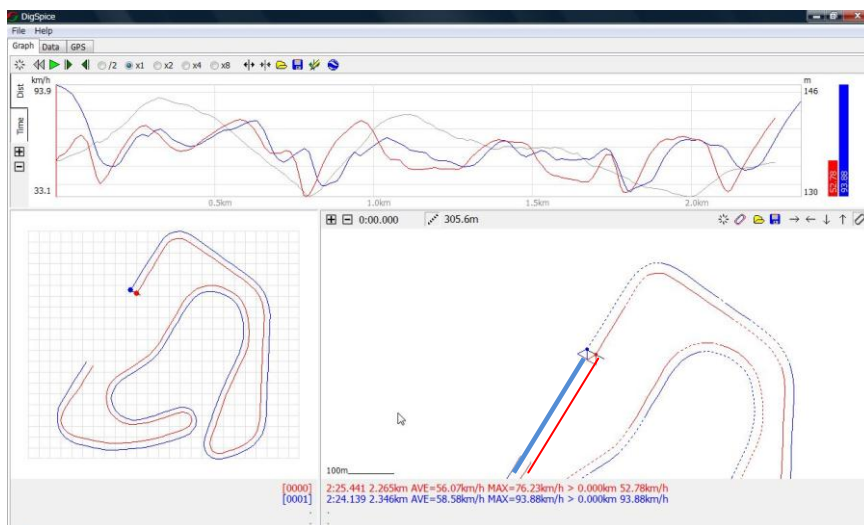 DigSpice
File Help
Graph Data GPS
/2 x1 x2 x4 x8
km/h
93.9
33.1
Dist
Time
m
146
130
52.78
93.88
0.5km 1.0km 1.5km 2.0km
0:00.000 305.6m
100m
[0000] 2:25.441 2.265km AVE=56.07km/h MAX=76.23km/h > 0.000km 52.78km/h
[0001] 2:24.139 2.346km AVE=58.58km/h MAX=93.88km/h > 0.000km 93.88km/h